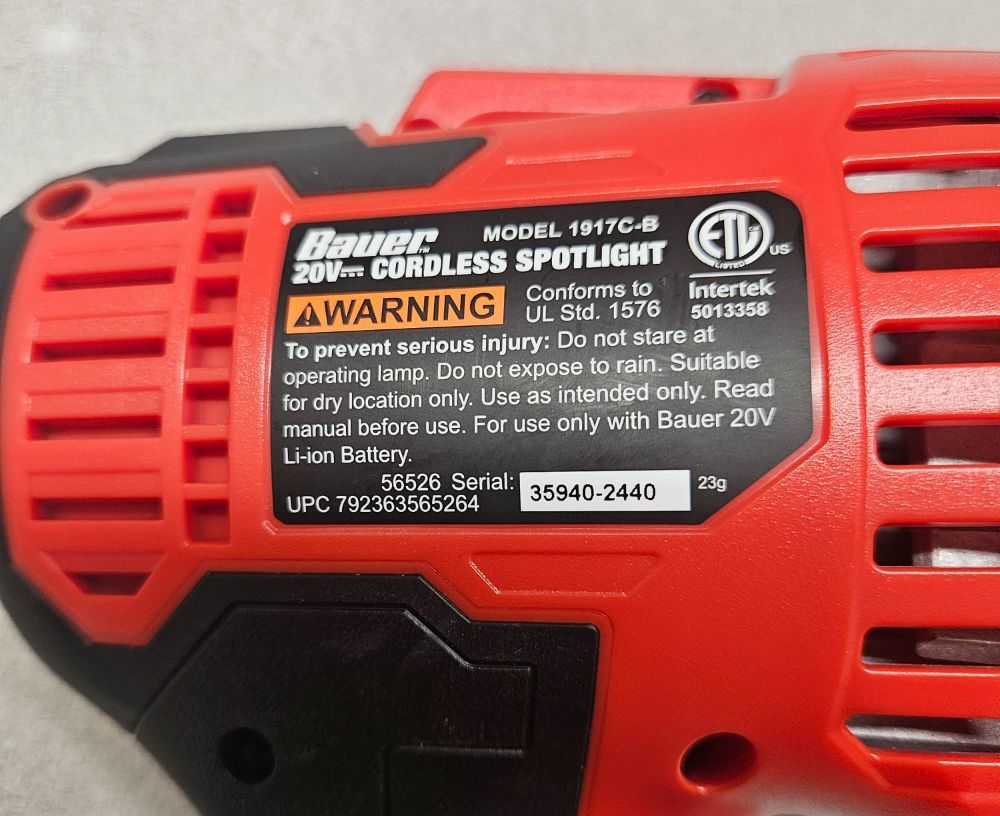 Bauer™ MODEL 1917C-B
20V⎓ CORDLESS SPOTLIGHT
ETL CM US
LISTED
⚠WARNING
Conforms to
UL Std. 1576
Intertek
5013358
To prevent serious injury: Do not stare at
operating lamp. Do not expose to rain. Suitable
for dry location only. Use as intended only. Read
manual before use. For use only with Bauer 20V
Li-ion Battery.
56526 Serial: 35940-2440 23g
UPC 792363565264